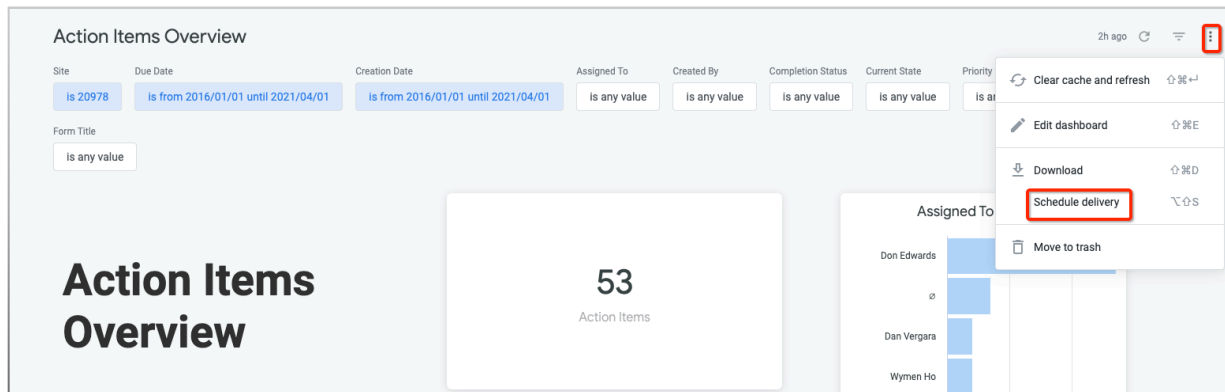 Action Items Overview
2h ago
Site
Due Date
Creation Date
Assigned To
Created By
Completion Status
Current State
Priority
is 20978
is from 2016/01/01 until 2021/04/01
is from 2016/01/01 until 2021/04/01
is any value
is any value
is any value
is any value
is a
Form Title
is any value
Clear cache and refresh ⇧⌘↵
Edit dashboard ⇧⌘E
Download ⇧⌘D
Schedule delivery ⌥⇧S
Move to trash
Action Items
Overview
53
Action Items
Assigned To
Don Edwards
∅
Dan Vergara
Wymen Ho